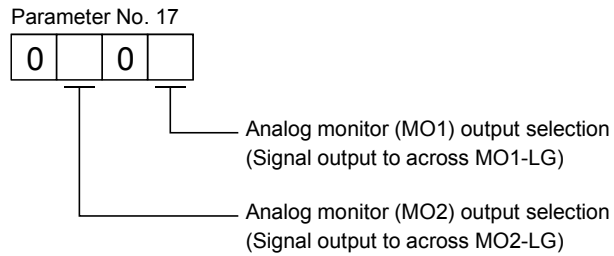 Parameter No. 17
0 0
Analog monitor (MO1) output selection
(Signal output to across MO1-LG)
Analog monitor (MO2) output selection
(Signal output to across MO2-LG)